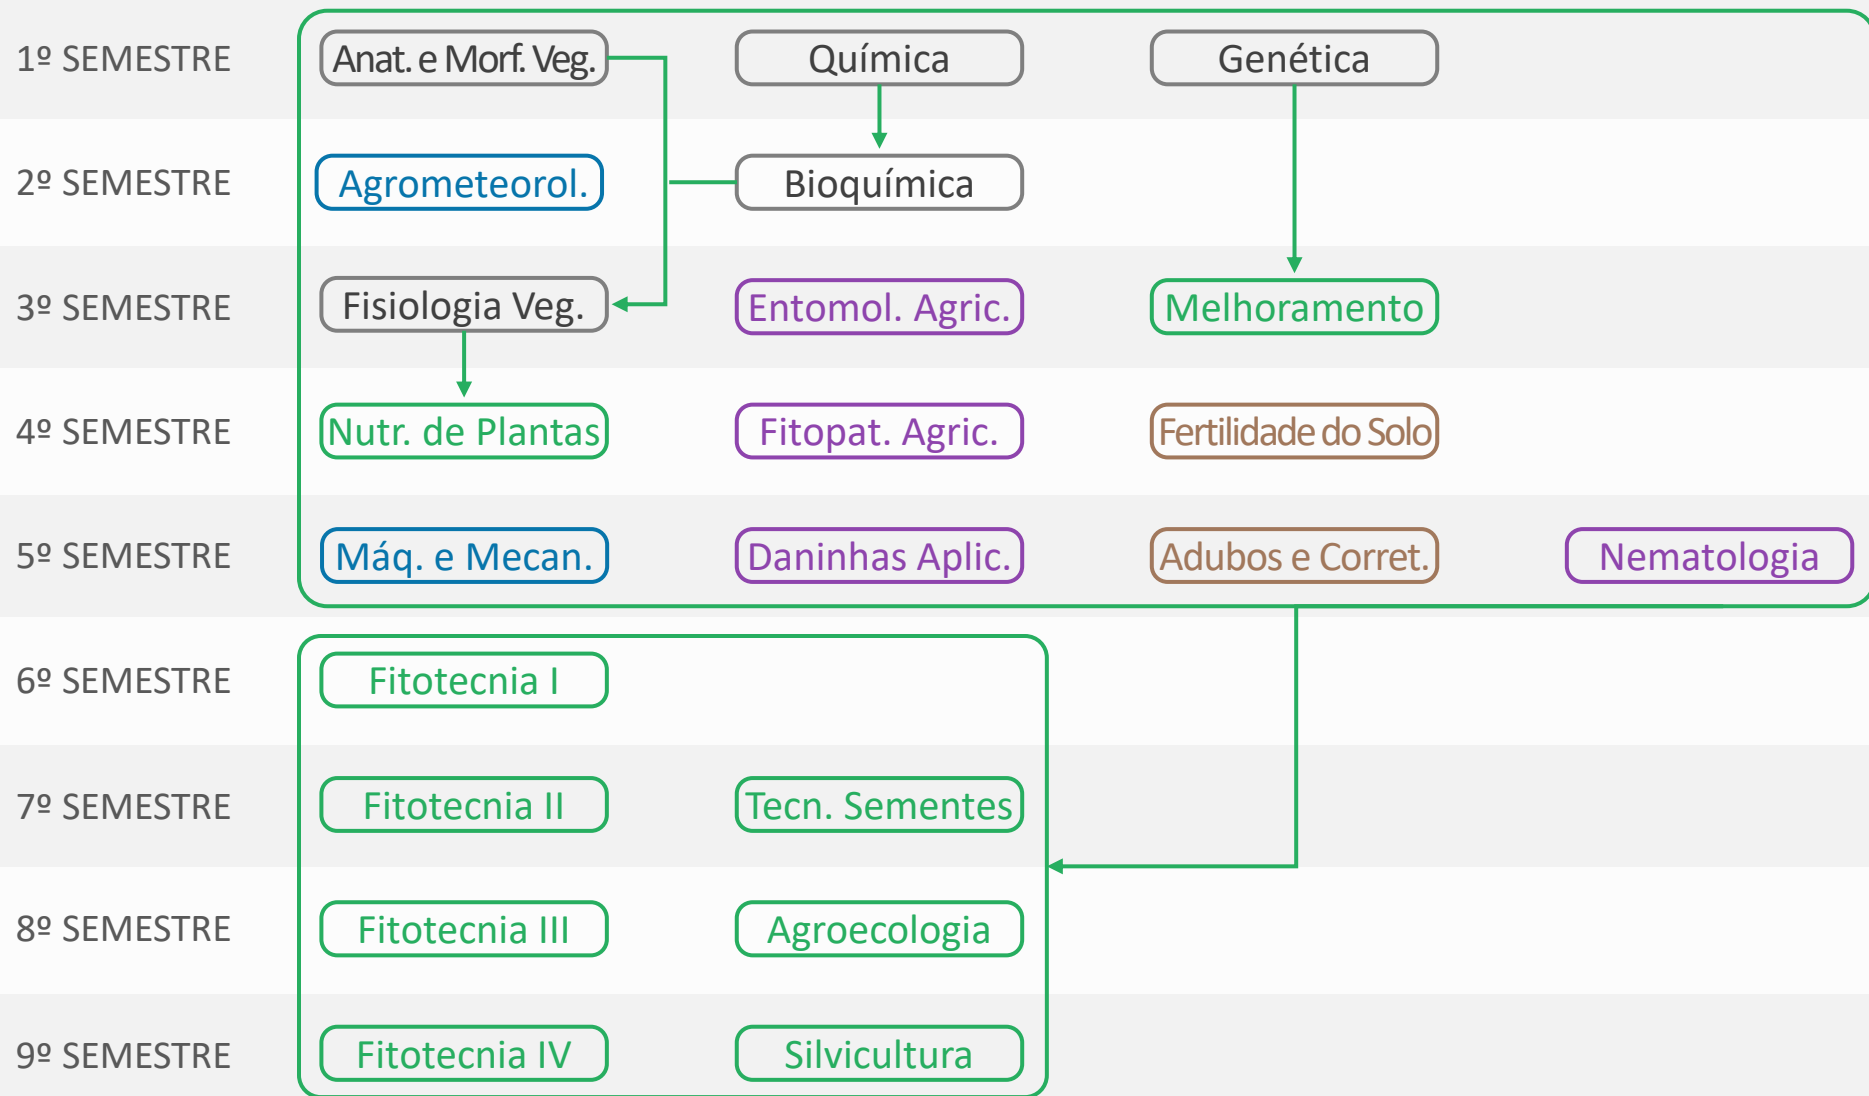 1º SEMESTRE
Anat. e Morf. Veg.
Química
Genética
2º SEMESTRE
Agrometeorol.
Bioquímica
3º SEMESTRE
Fisiologia Veg.
Entomol. Agric.
Melhoramento
4º SEMESTRE
Nutr. de Plantas
Fitopat. Agric.
Fertilidade do Solo
5º SEMESTRE
Máq. e Mecan.
Daninhas Aplic.
Adubos e Corret.
Nematologia
6º SEMESTRE
Fitotecnia I
7º SEMESTRE
Fitotecnia II
Tecn. Sementes
8º SEMESTRE
Fitotecnia III
Agroecologia
9º SEMESTRE
Fitotecnia IV
Silvicultura